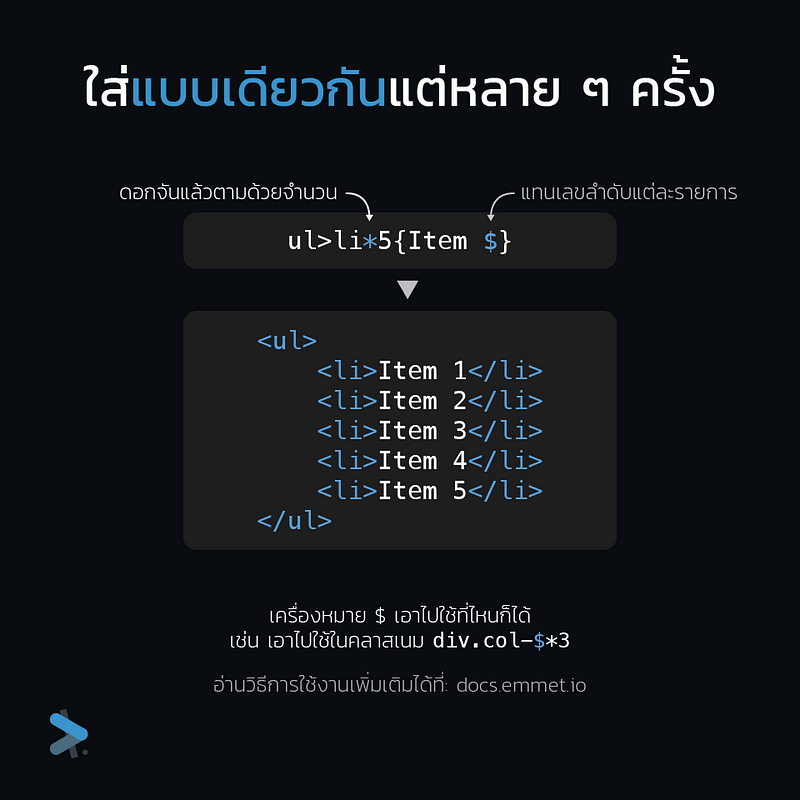 ใส่แบบเดียวกันแต่หลาย ๆ ครั้ง
ดอกจันแล้วตามด้วยจำนวน
แทนเลขลำดับแต่ละรายการ
ul>li*5{Item $}
<ul>
<li>Item 1</li>
<li>Item 2</li>
<li>Item 3</li>
<li>Item 4</li>
<li>Item 5</li>
</ul>
เครื่องหมาย $ เอาไปใช้ที่ไหนก็ได้
เช่น เอาไปใช้ในคลาสเนม div.col-$*3
อ่านวิธีการใช้งานเพิ่มเติมได้ที่: docs.emmet.io